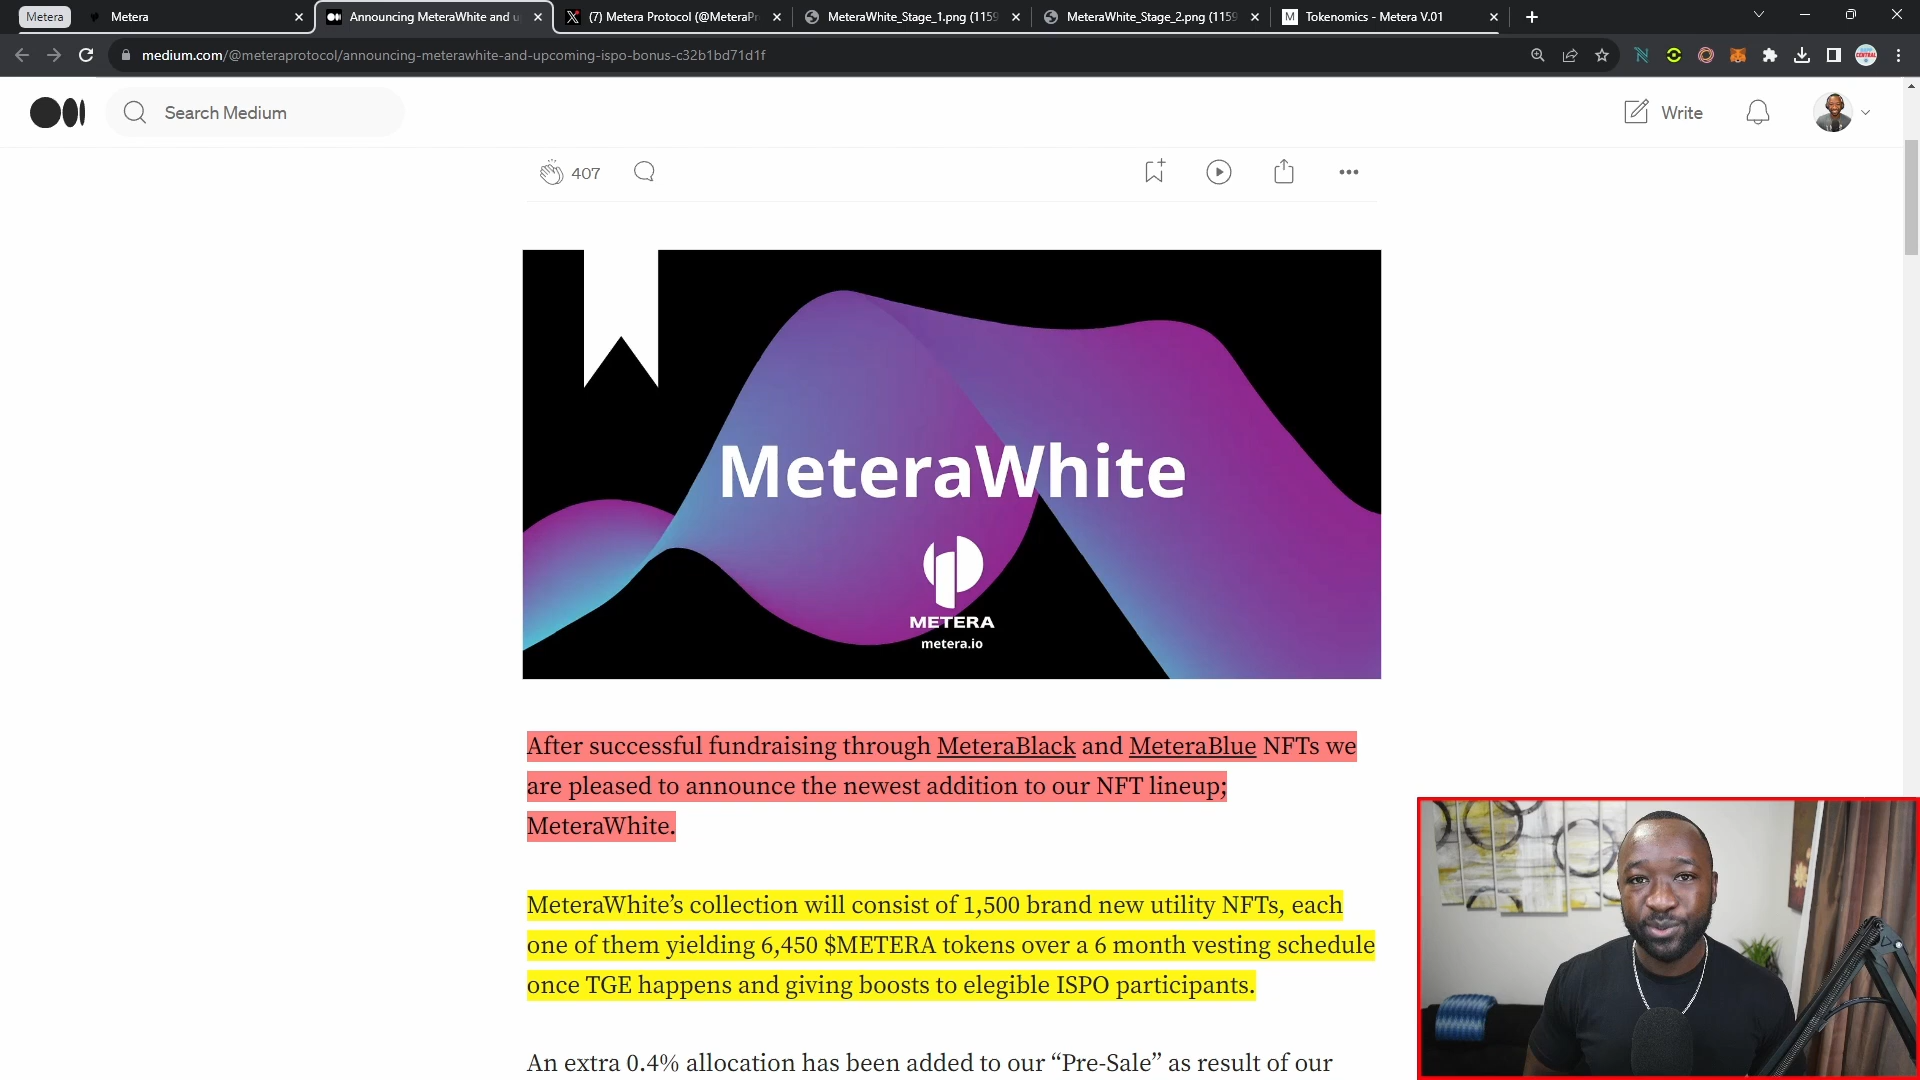 Metera
Metera
Announcing MeteraWhite and u
(7) Metera Protocol (@MeteraPr
MeteraWhite_Stage_1.png (1159
MeteraWhite_Stage_2.png (1159
Tokenomics - Metera V.01
medium.com/@meteraprotocol/announcing-meterawhite-and-upcoming-ispo-bonus-c32b1bd71d1f
Search Medium
Write
407
MeteraWhite
METERA
metera.io
After successful fundraising through MeteraBlack and MeteraBlue NFTs we
are pleased to announce the newest addition to our NFT lineup;
MeteraWhite.
MeteraWhite’s collection will consist of 1,500 brand new utility NFTs, each
one of them yielding 6,450 $METERA tokens over a 6 month vesting schedule
once TGE happens and giving boosts to elegible ISPO participants.
An extra 0.4% allocation has been added to our “Pre-Sale” as result of our